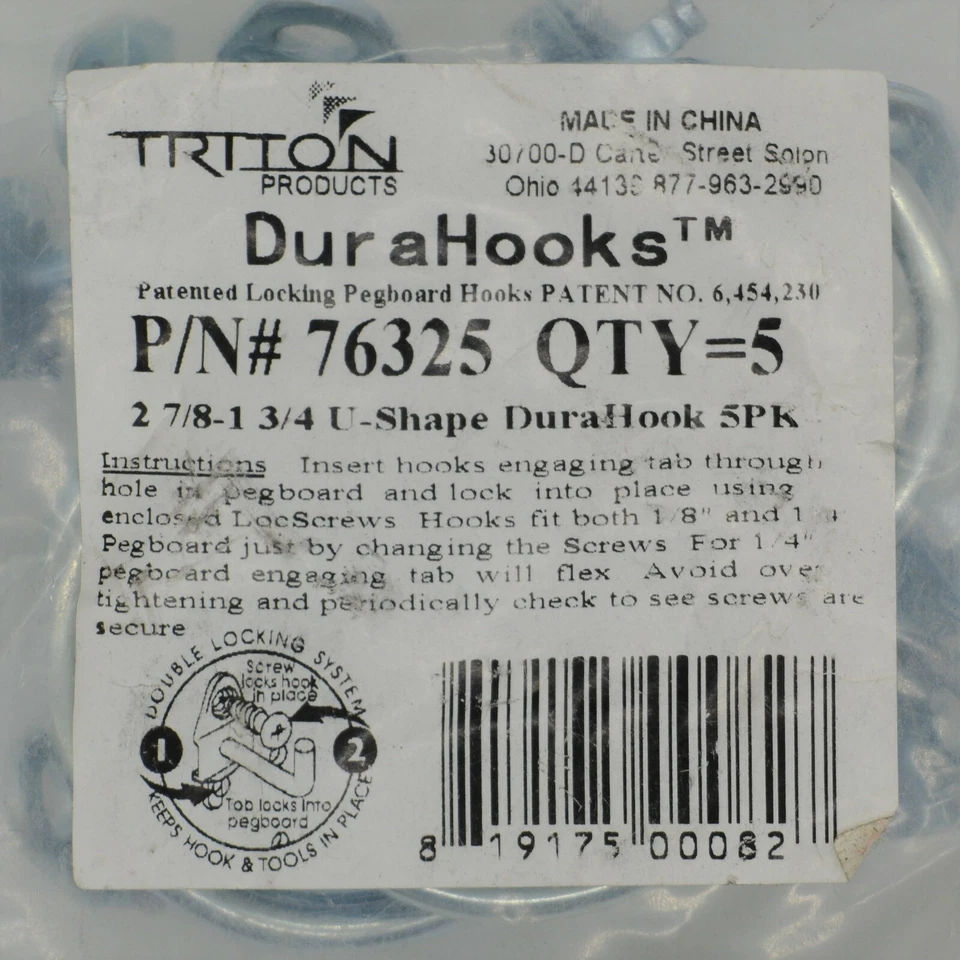 TRITON
PRODUCTS
MADE IN CHINA
30700-D Street Solon
Ohio 44139 877-963-2990
DuraHooks™
Patented Locking Pegboard Hooks PATENT NO. 6,454,230
P/N# 76325 QTY=5
2 7/8-1 3/4 U-Shape DuraHook 5PK
Instructions Insert hooks engaging tab through
hole in pegboard and lock into place using
enclosed LocScrews Hooks fit both 1/8" and 1/4
Pegboard just by changing the Screws For 1/4"
pegboard engaging tab will flex Avoid over
tightening and periodically check to see screws are
secure
DOUBLE LOCKING SYSTEM
Screw
locks hook
in place
1
2
Tab locks into
pegboard
KEEPS HOOK & TOOLS IN PLACE
8 19175 00082